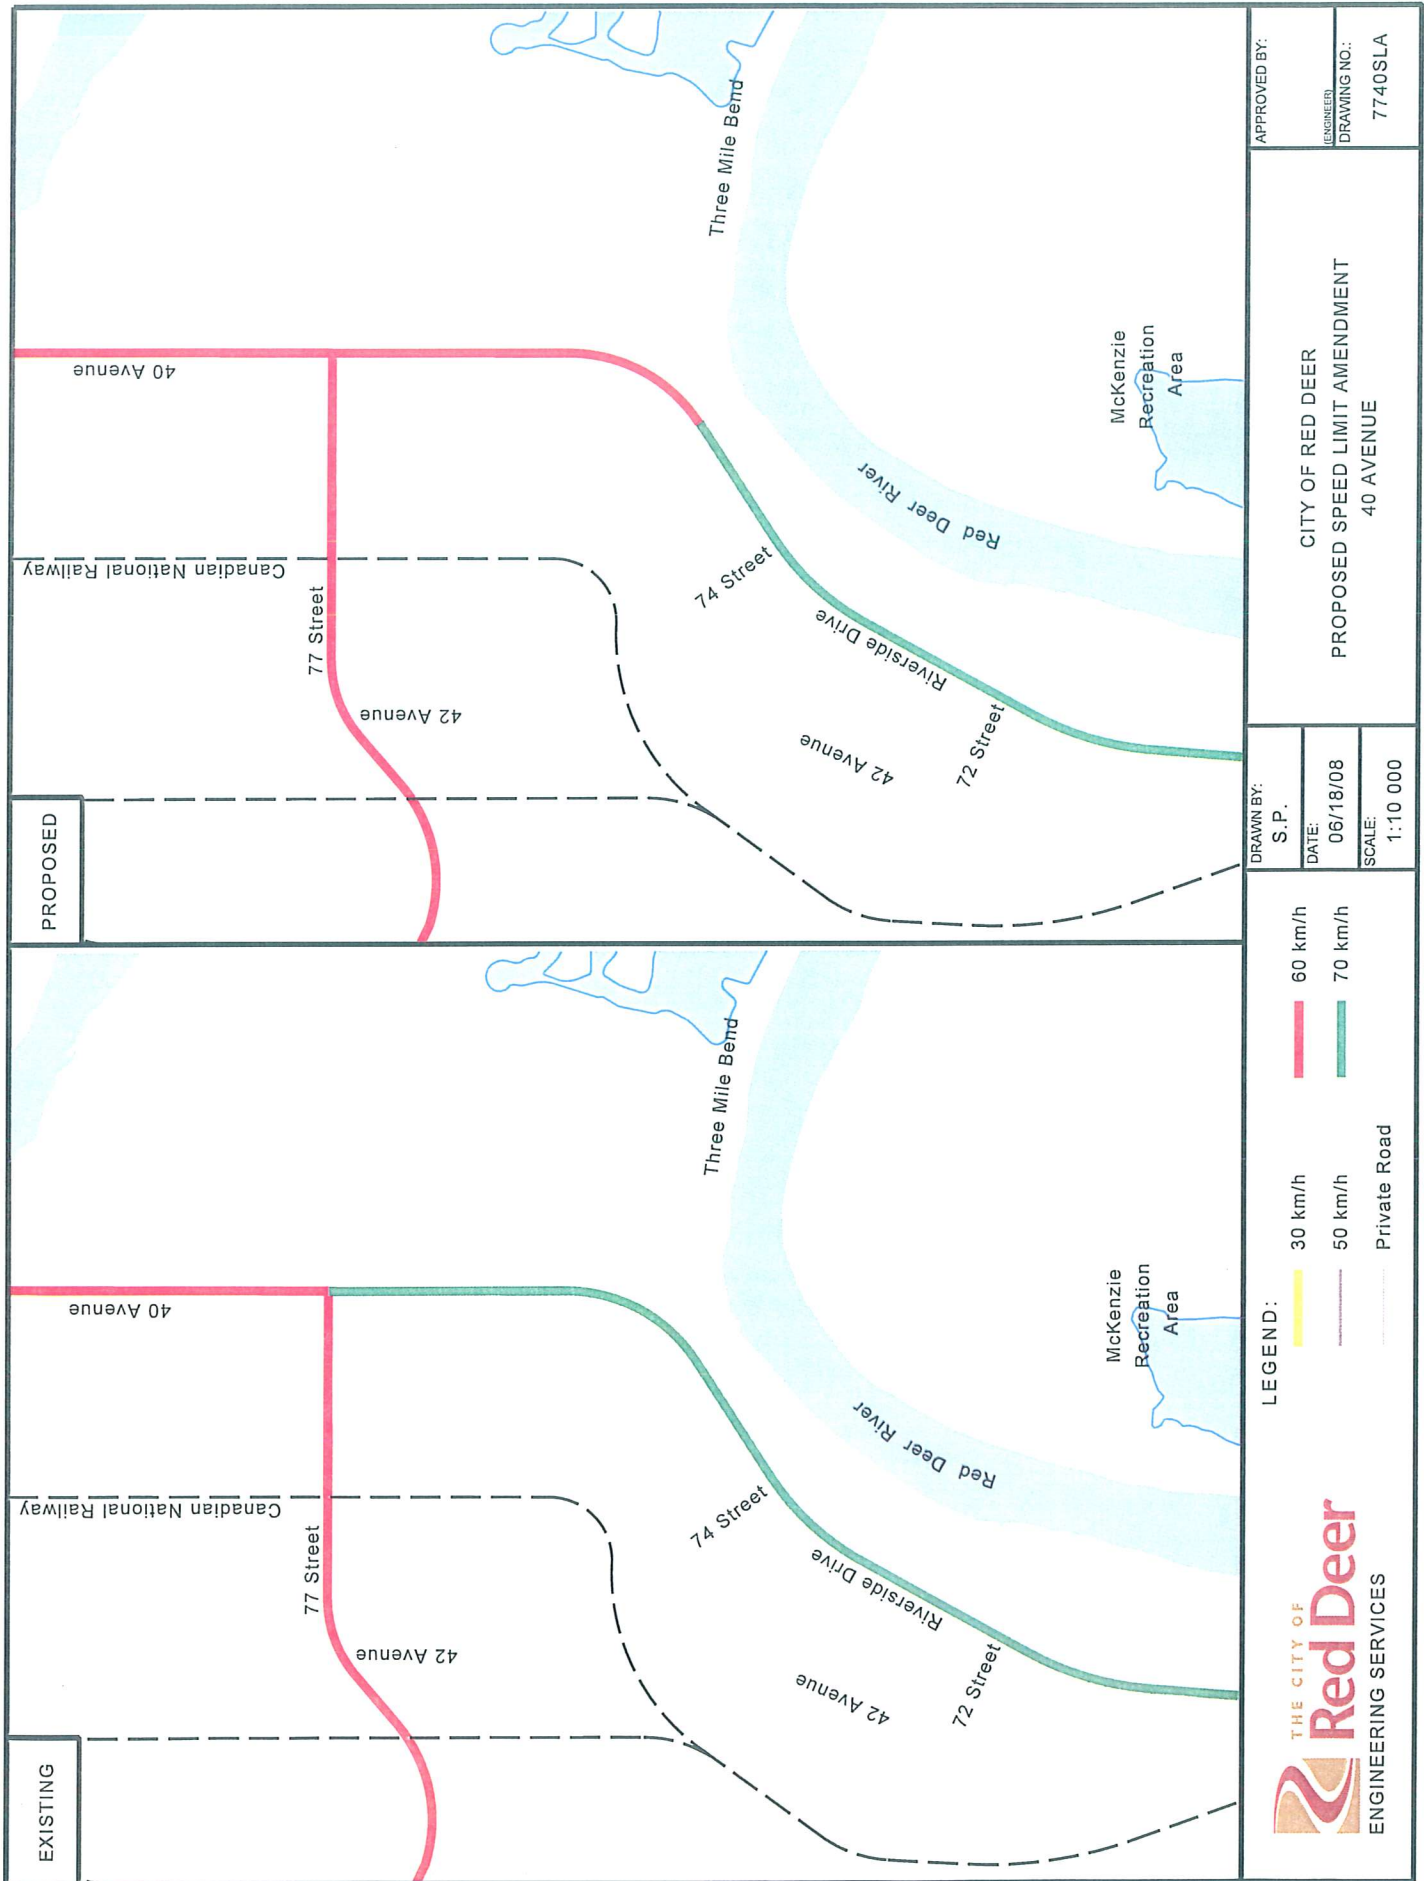 EXISTING
40 Avenue
Canadian National Railway
77 Street
42 Avenue
Three Mile Bend
74 Street
Riverside Drive
Red Deer River
42 Avenue
72 Street
McKenzie
Recreation
Area
PROPOSED
40 Avenue
Canadian National Railway
77 Street
42 Avenue
Three Mile Bend
74 Street
Riverside Drive
Red Deer River
42 Avenue
72 Street
McKenzie
Recreation
Area
THE CITY OF
Red Deer
ENGINEERING SERVICES
LEGEND:
30 km/h
60 km/h
50 km/h
70 km/h
Private Road
DRAWN BY:
S.P.
DATE:
06/18/08
SCALE:
1:10 000
CITY OF RED DEER
PROPOSED SPEED LIMIT AMENDMENT
40 AVENUE
APPROVED BY:
(ENGINEER)
DRAWING NO.:
7740SLA